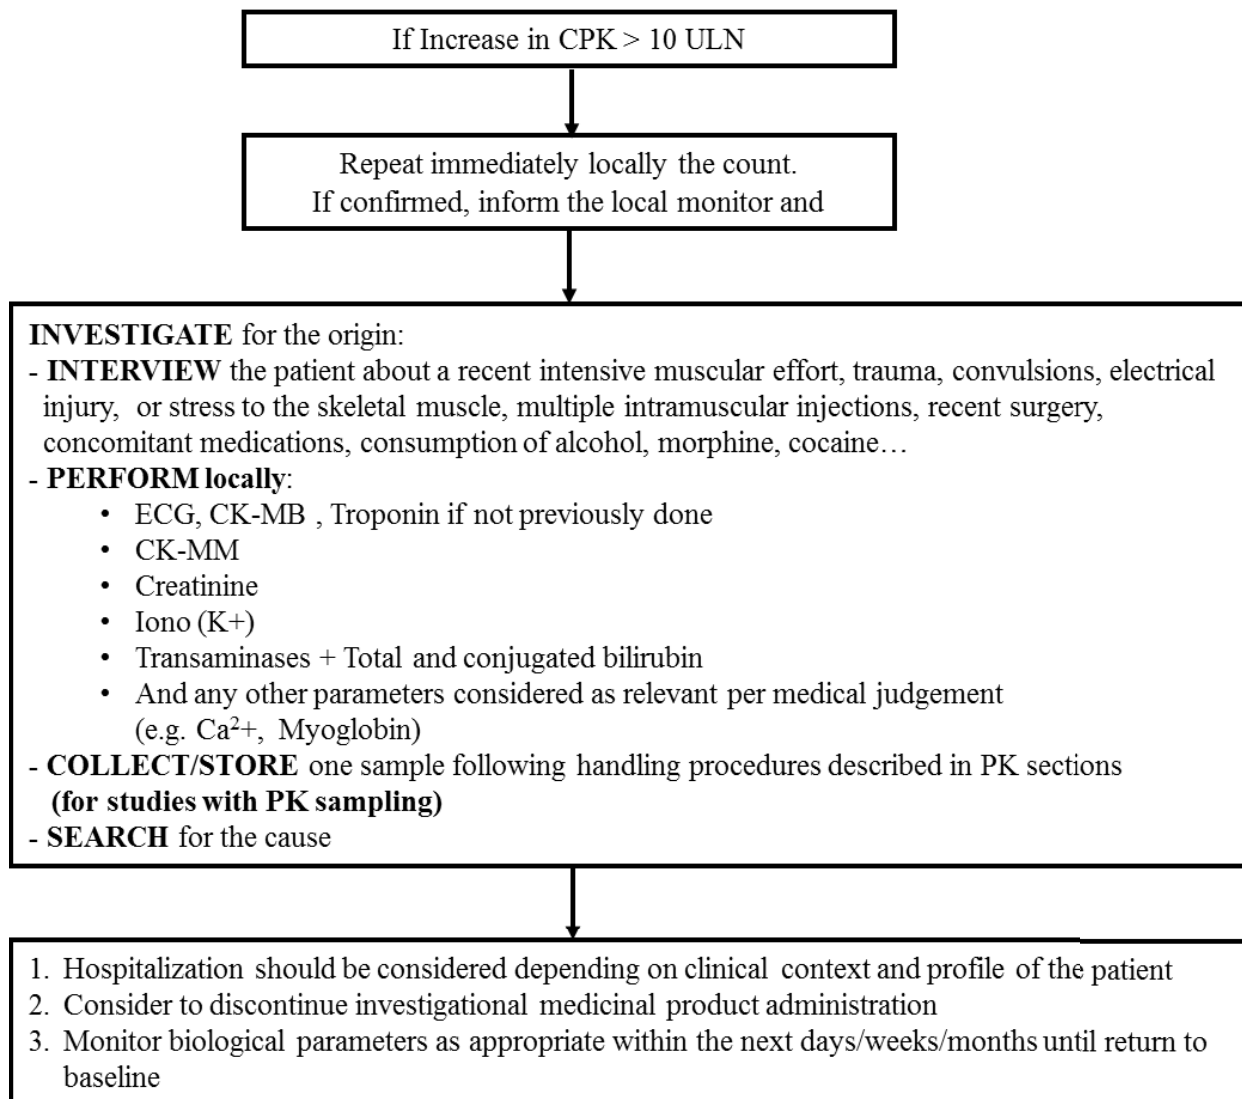 If Increase in CPK > 10 ULN
Repeat immediately locally the count.
If confirmed, inform the local monitor and
INVESTIGATE for the origin:
- INTERVIEW the patient about a recent intensive muscular effort, trauma, convulsions, electrical
injury, or stress to the skeletal muscle, multiple intramuscular injections, recent surgery,
concomitant medications, consumption of alcohol, morphine, cocaine…
- PERFORM locally:
• ECG, CK-MB , Troponin if not previously done
• CK-MM
• Creatinine
• Iono (K+)
• Transaminases + Total and conjugated bilirubin
• And any other parameters considered as relevant per medical judgement
(e.g. Ca²+, Myoglobin)
- COLLECT/STORE one sample following handling procedures described in PK sections
(for studies with PK sampling)
- SEARCH for the cause
1. Hospitalization should be considered depending on clinical context and profile of the patient
2. Consider to discontinue investigational medicinal product administration
3. Monitor biological parameters as appropriate within the next days/weeks/months until return to
baseline